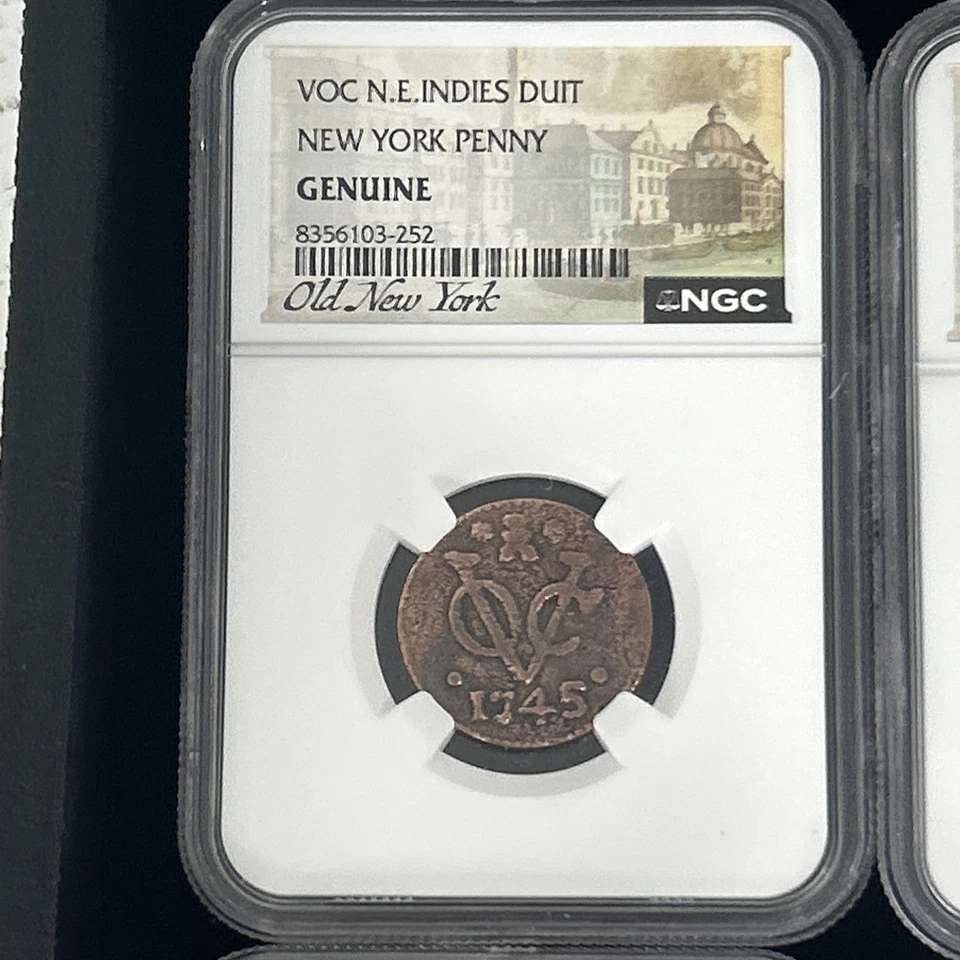 VOC N.E.INDIES DUIT
NEW YORK PENNY
GENUINE
8356103-252
Old New York
NGC
VOC
1745